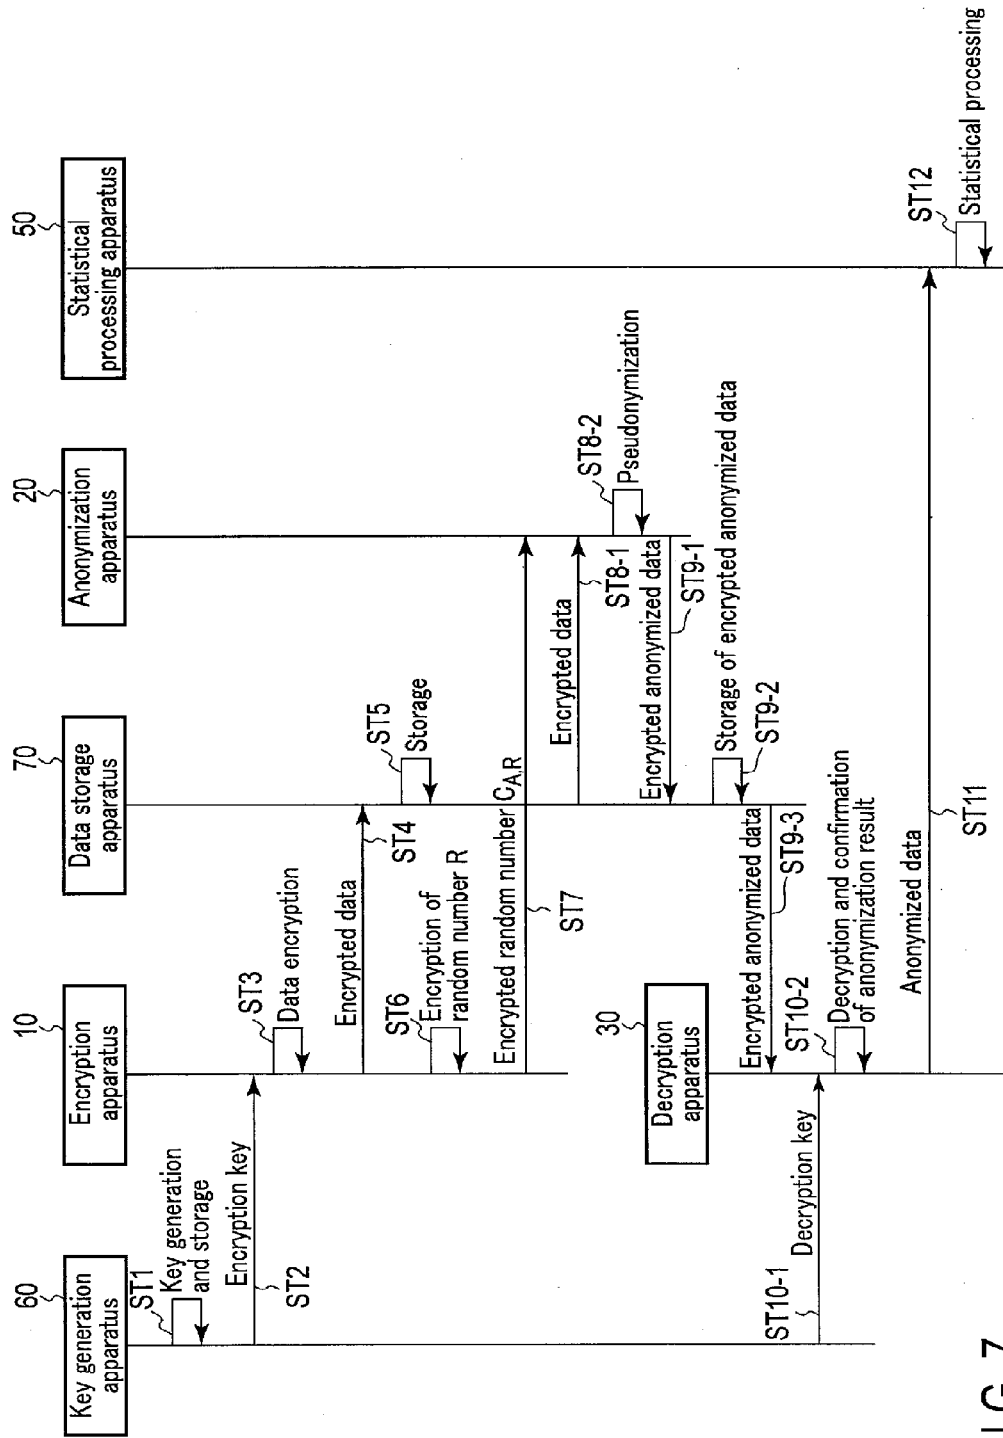 60
Key generation
apparatus
10
Encryption
apparatus
70
Data storage
apparatus
20
Anonymization
apparatus
50
Statistical
processing apparatus
ST1
Key generation
and storage
Encryption key
ST2
ST3
Data encryption
Encrypted data
ST4
ST5
Storage
ST6
Encryption of
random number R
Encrypted random number CA,R
ST7
Encrypted data
ST8-1
ST8-2
Pseudonymization
Encrypted anonymized data
ST9-1
Storage of encrypted anonymized data
ST9-2
30
Decryption
apparatus
Encrypted anonymized data
ST9-3
ST10-1
Decryption key
ST10-2
Decryption and confirmation
of anonymization result
Anonymized data
ST11
ST12
Statistical processing
I G. 7